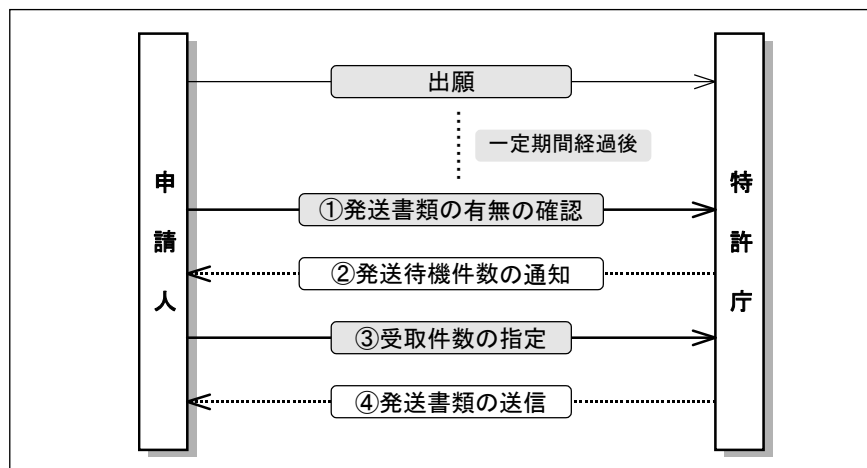 出願
一定期間経過後
申請人
特許庁
①発送書類の有無の確認
②発送待機件数の通知
③受取件数の指定
④発送書類の送信